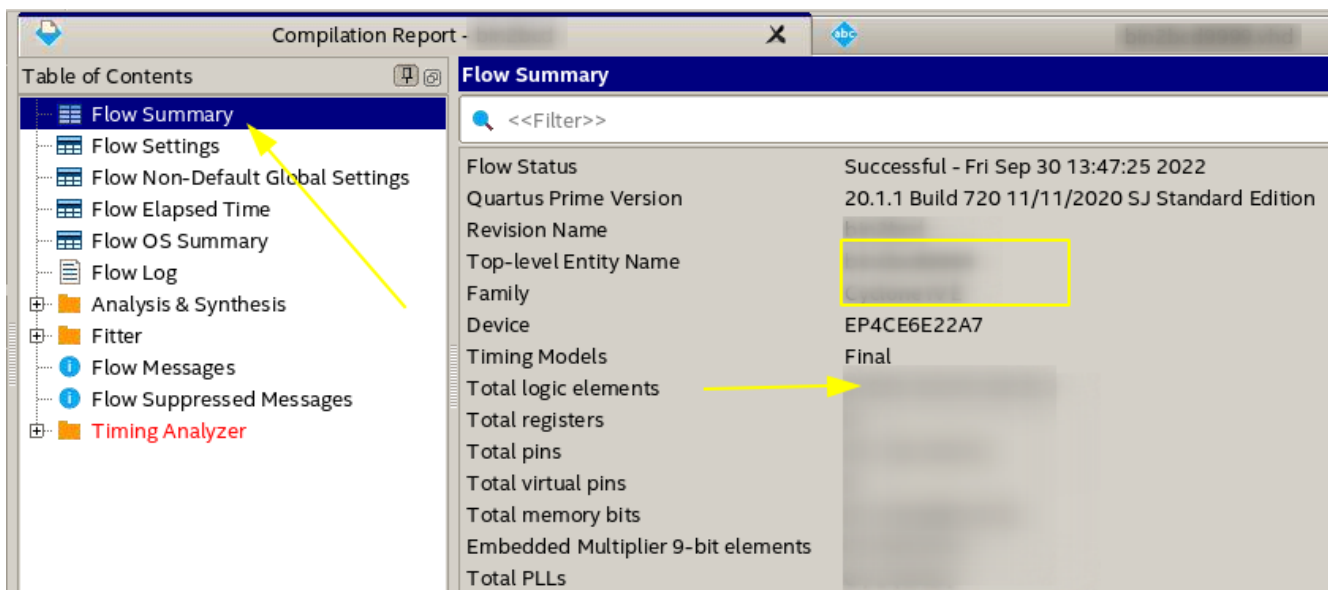 Compilation Report -
abc
Table of Contents
Flow Summary
Flow Settings
Flow Non-Default Global Settings
Flow Elapsed Time
Flow OS Summary
Flow Log
Analysis & Synthesis
Fitter
Flow Messages
Flow Suppressed Messages
Timing Analyzer
Flow Summary
<<Filter>>
Flow Status Successful - Fri Sep 30 13:47:25 2022
Quartus Prime Version 20.1.1 Build 720 11/11/2020 SJ Standard Edition
Revision Name
Top-level Entity Name
Family
Device EP4CE6E22A7
Timing Models Final
Total logic elements
Total registers
Total pins
Total virtual pins
Total memory bits
Embedded Multiplier 9-bit elements
Total PLLs